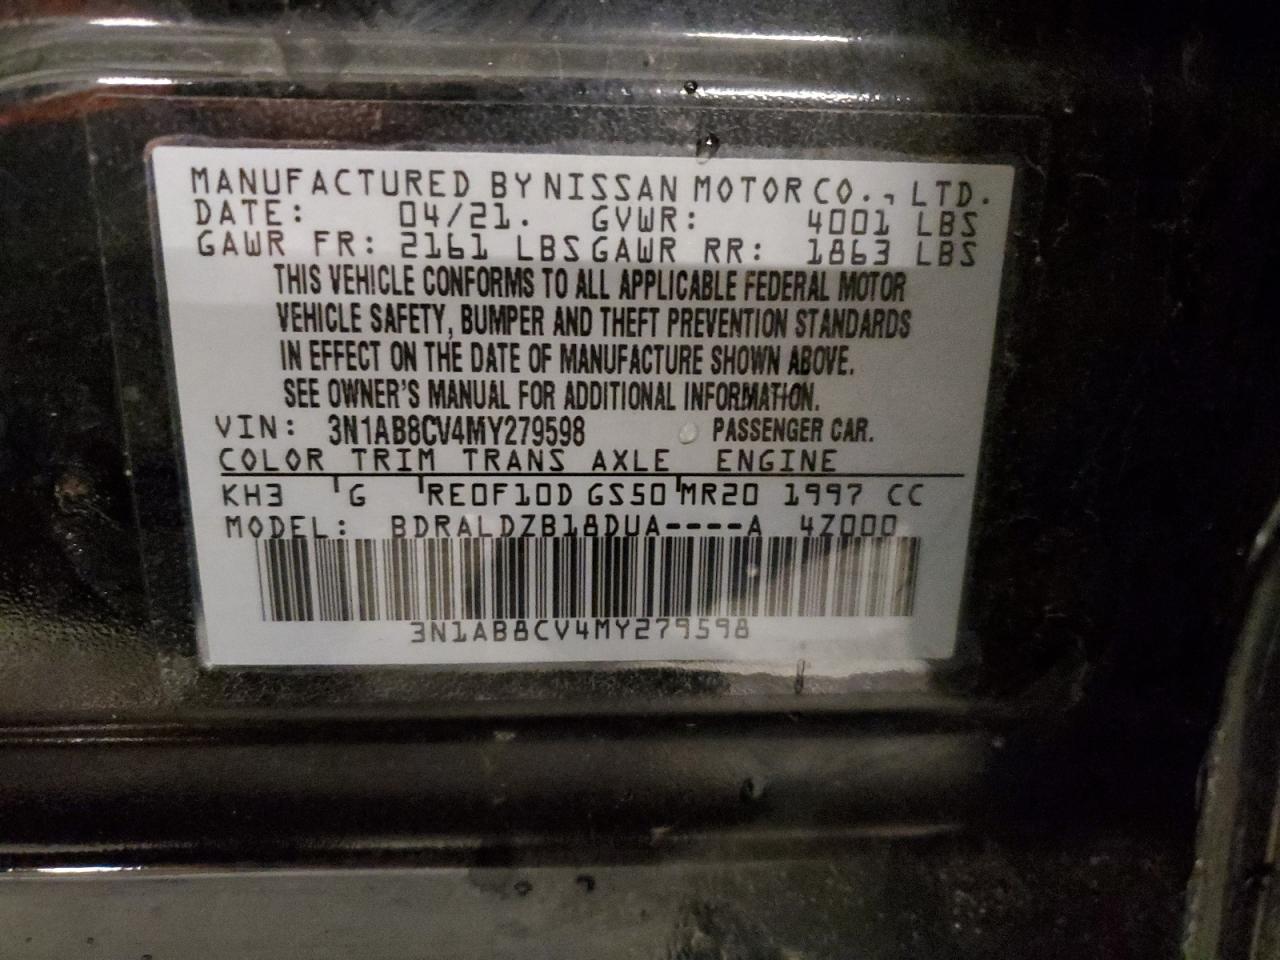 MANUFACTURED BY NISSAN MOTOR CO., LTD.
DATE: 04/21. GVWR: 4001 LBS
GAWR FR: 2161 LBS GAWR RR: 1863 LBS
THIS VEHICLE CONFORMS TO ALL APPLICABLE FEDERAL MOTOR
VEHICLE SAFETY, BUMPER AND THEFT PREVENTION STANDARDS
IN EFFECT ON THE DATE OF MANUFACTURE SHOWN ABOVE.
SEE OWNER'S MANUAL FOR ADDITIONAL INFORMATION.
VIN: 3N1AB8CV4MY279598 PASSENGER CAR.
COLOR TRIM TRANS AXLE ENGINE
KH3 G RE0F10D GS50 MR20 1997 CC
MODEL: BDRALDZB18DUA----A 4Z000
3N1AB8CV4MY279598